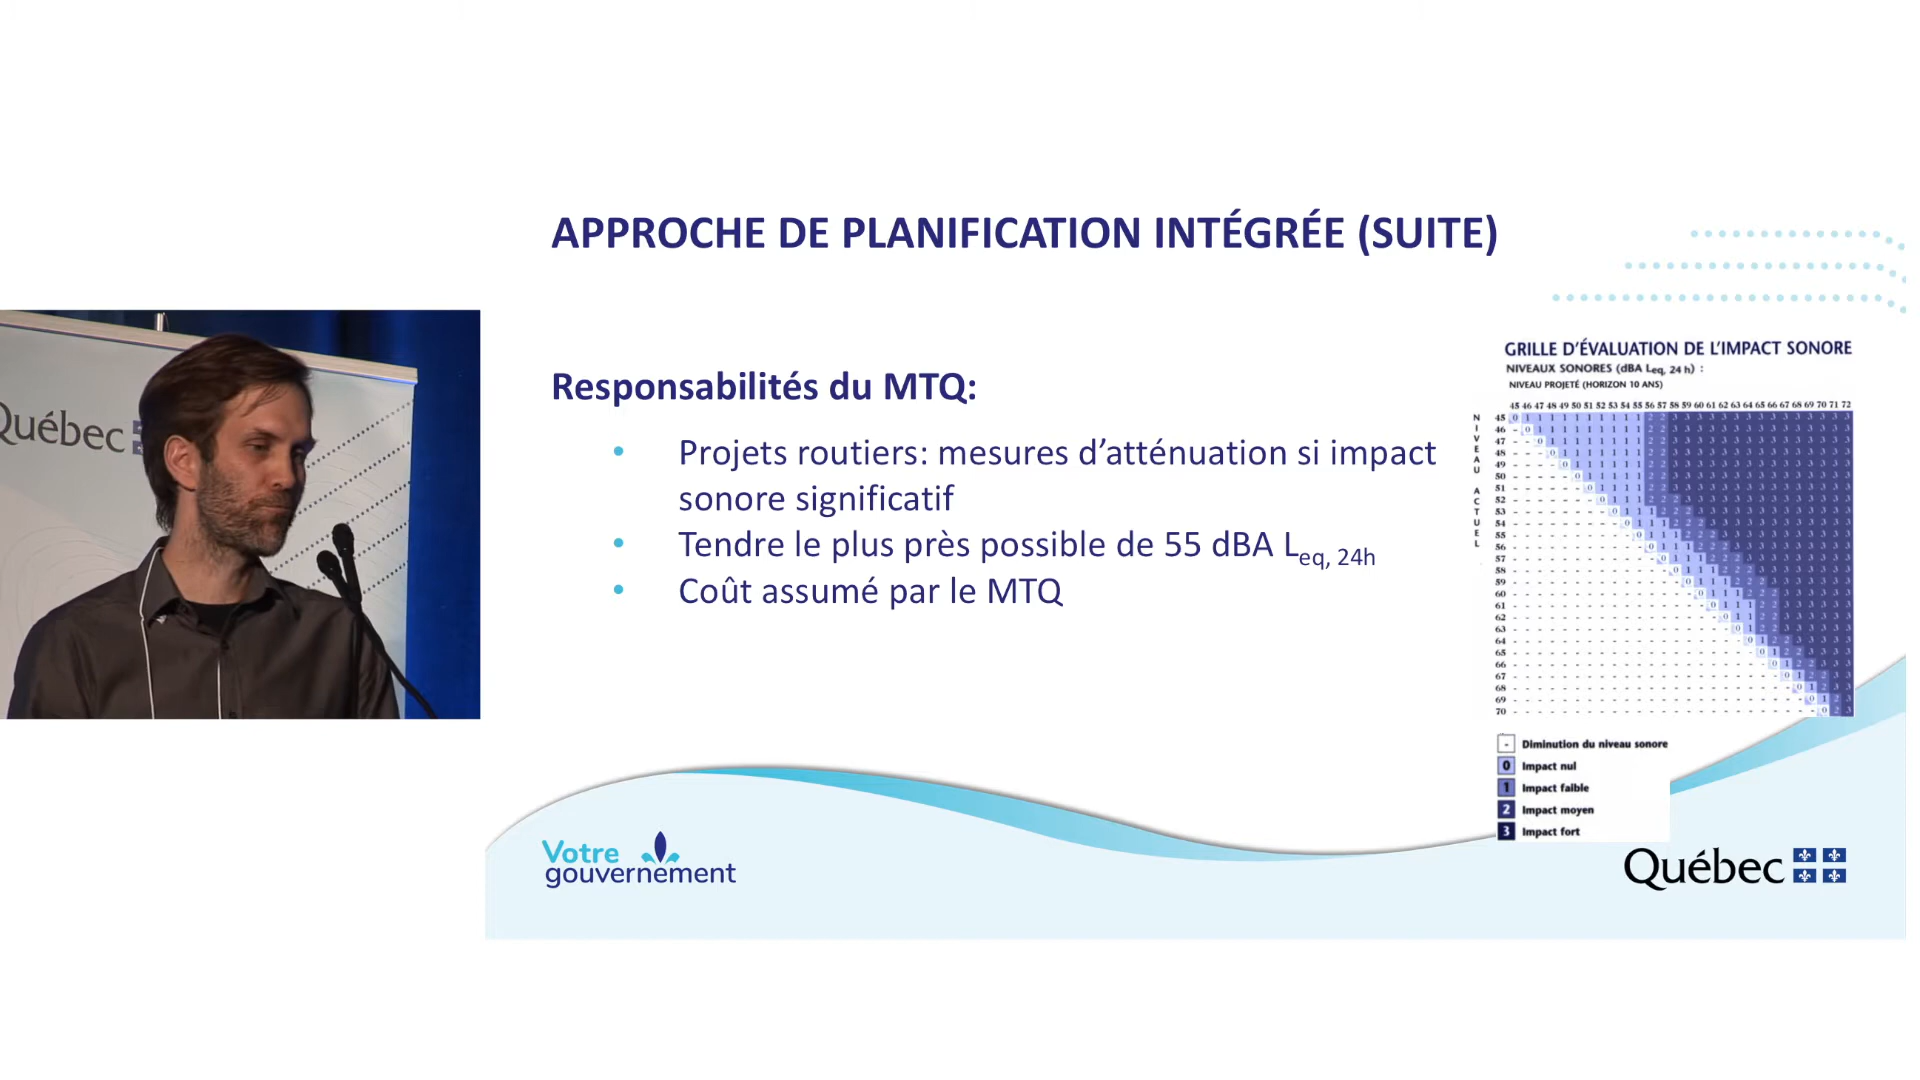 APPROCHE DE PLANIFICATION INTÉGRÉE (SUITE)
Québec
Responsabilités du MTQ:
• Projets routiers: mesures d’atténuation si impact
sonore significatif
• Tendre le plus près possible de 55 dBA Leq, 24h
• Coût assumé par le MTQ
GRILLE D’ÉVALUATION DE L’IMPACT SONORE
NIVEAUX SONORES (dBA Leq, 24 h) :
NIVEAU PROJETÉ (HORIZON 10 ANS)
45 46 47 48 49 50 51 52 53 54 55 56 57 58 59 60 61 62 63 64 65 66 67 68 69 70 71 72
NIVEAU ACTUEL
45
46
47
48
49
50
51
52
53
54
55
56
57
58
59
60
61
62
63
64
65
66
67
68
69
70
- Diminution du niveau sonore
0 Impact nul
1 Impact faible
2 Impact moyen
3 Impact fort
Votre
gouvernement
Québec